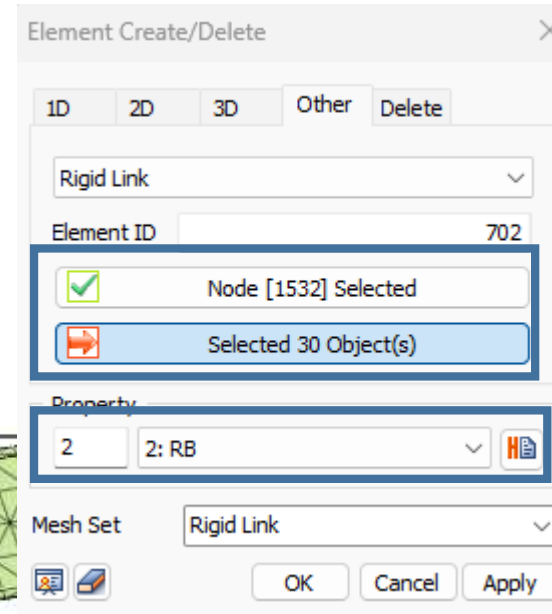 Element Create/Delete
1D 2D 3D Other Delete
Rigid Link
Element ID 702
Node [1532] Selected
Selected 30 Object(s)
Property
2 2: RB
Mesh Set Rigid Link
OK Cancel Apply